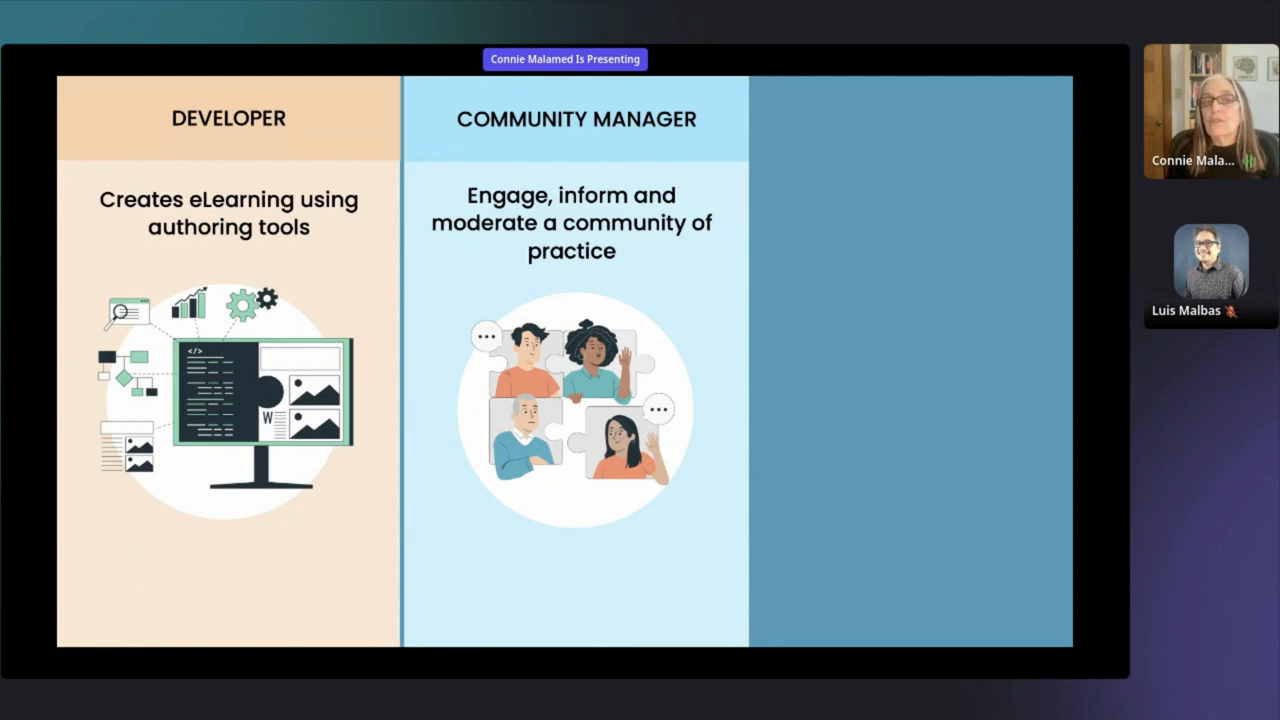 Connie Malamed Is Presenting
DEVELOPER
Creates eLearning using
authoring tools
</>
W
COMMUNITY MANAGER
Engage, inform and
moderate a community of
practice
Connie Mala...
Luis Malbas